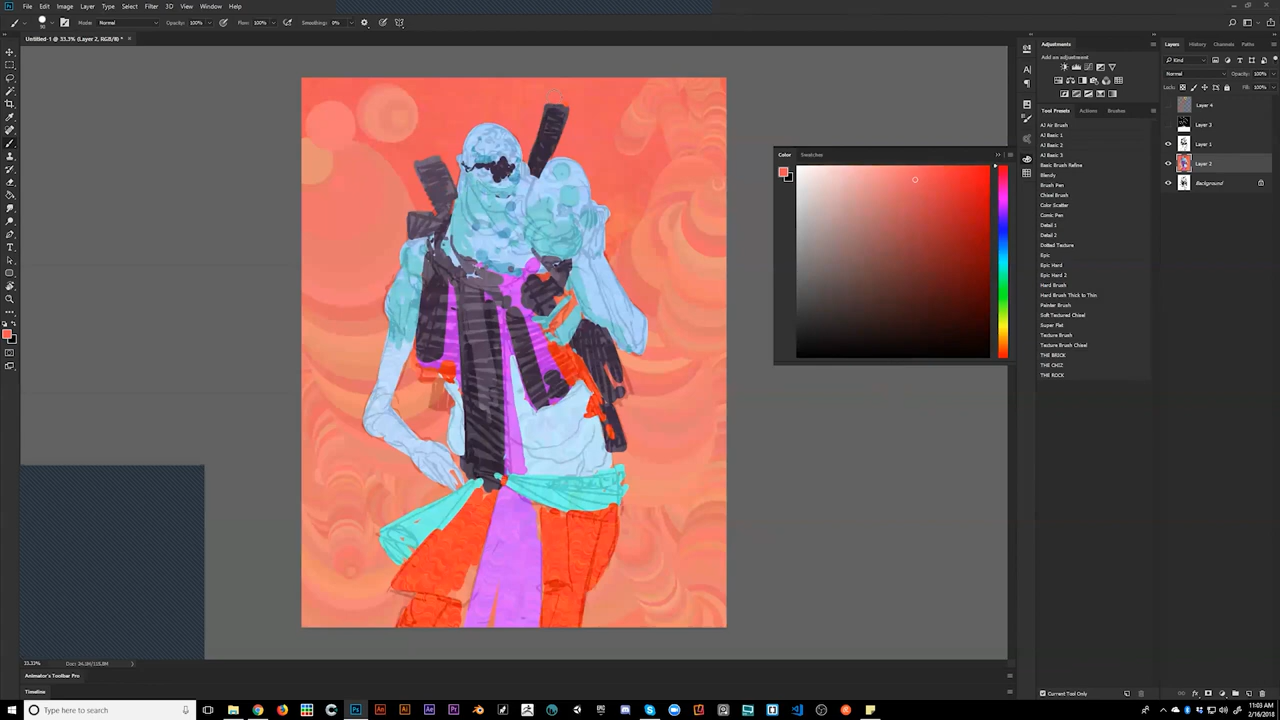 File Edit Image Layer Type Select Filter 3D View Window Help
Mode: Normal Opacity: 100% Flow: 100% Smoothing: 0%
Untitled-1 @ 33.3% (Layer 2, RGB/8) *
Color Swatches
Adjustments
Add an adjustment
Tool Presets Actions Brushes
AJ Air Brush
AJ Basic 1
AJ Basic 2
AJ Basic 3
Basic Brush Refine
Blendy
Brush Pen
Chisel Brush
Color Scatter
Comic Pen
Detail 1
Detail 2
Dotted Texture
Epic
Epic Hard
Epic Hard 2
Hard Brush
Hard Brush Thick to Thin
Painter Brush
Soft Textured Chisel
Super Flat
Texture Brush
Texture Brush Chisel
THE BRICK
THE CHIZ
THE ROCK
Current Tool Only
Layers History Channels Paths
Kind
Normal Opacity: 100%
Lock: Fill: 100%
Layer 4
Layer 3
Layer 1
Layer 2
Background
33.33%
Animator's Toolbar Pro
Timeline
Type here to search
11:03 AM
2/16/2018